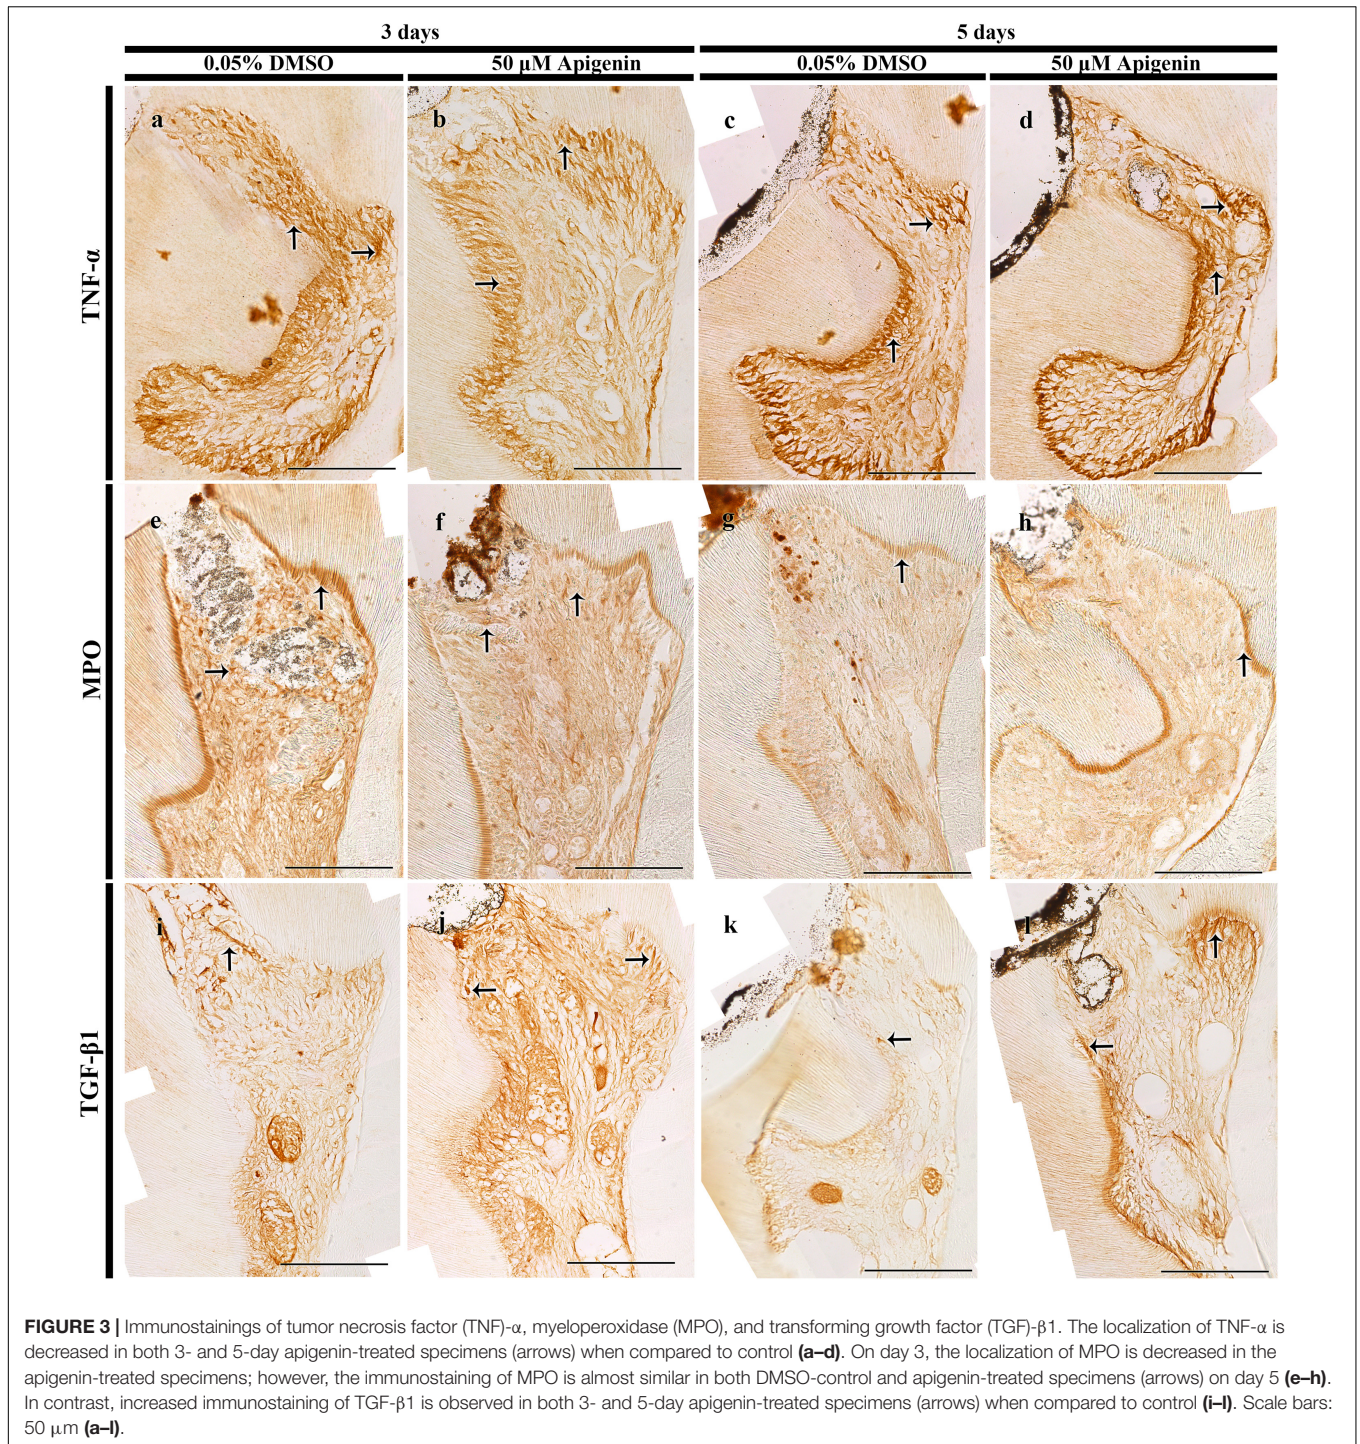 3 days 5 days
0.05% DMSO 50 μM Apigenin 0.05% DMSO 50 μM Apigenin
TNF-α
a b c d
MPO
e f g h
TGF-β1
i j k l
FIGURE 3 | Immunostainings of tumor necrosis factor (TNF)-α, myeloperoxidase (MPO), and transforming growth factor (TGF)-β1. The localization of TNF-α is
decreased in both 3- and 5-day apigenin-treated specimens (arrows) when compared to control (a–d). On day 3, the localization of MPO is decreased in the
apigenin-treated specimens; however, the immunostaining of MPO is almost similar in both DMSO-control and apigenin-treated specimens (arrows) on day 5 (e–h).
In contrast, increased immunostaining of TGF-β1 is observed in both 3- and 5-day apigenin-treated specimens (arrows) when compared to control (i–l). Scale bars:
50 μm (a–l).